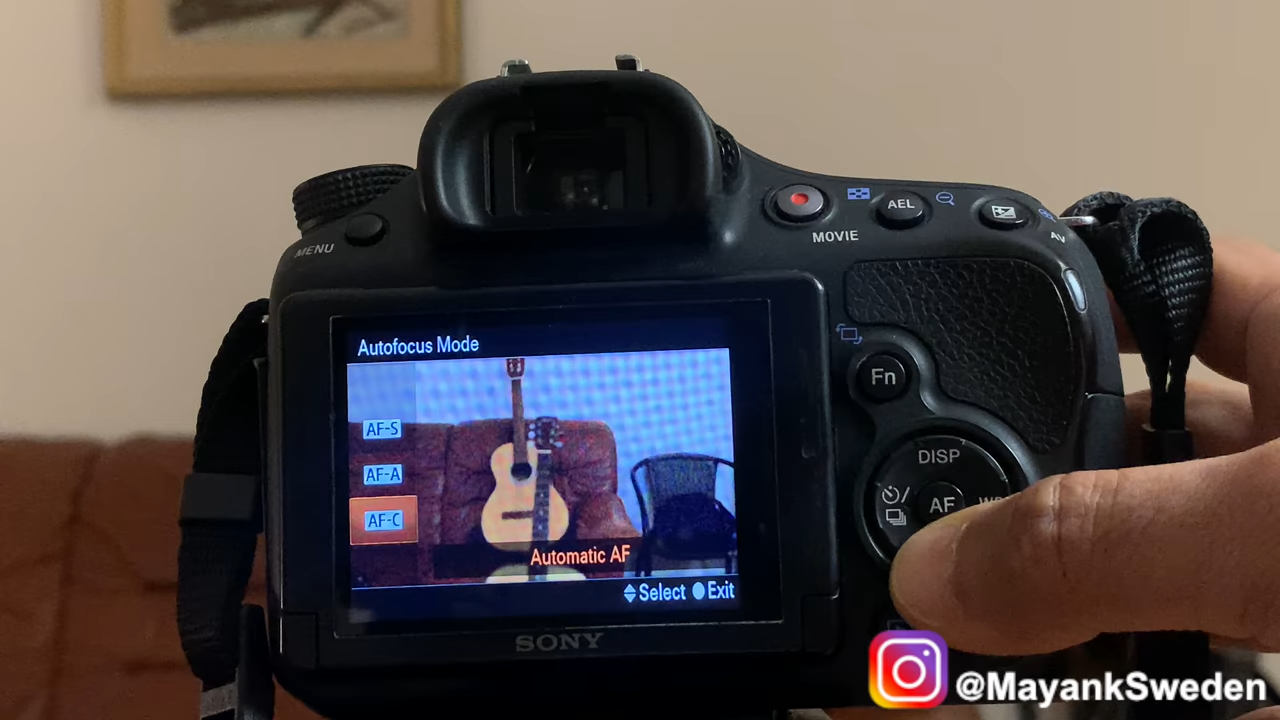 MENU
MOVIE
AEL
AV
Autofocus Mode
AF-S
AF-A
AF-C
Automatic AF
Select Exit
SONY
Fn
DISP
AF
@MayankSweden